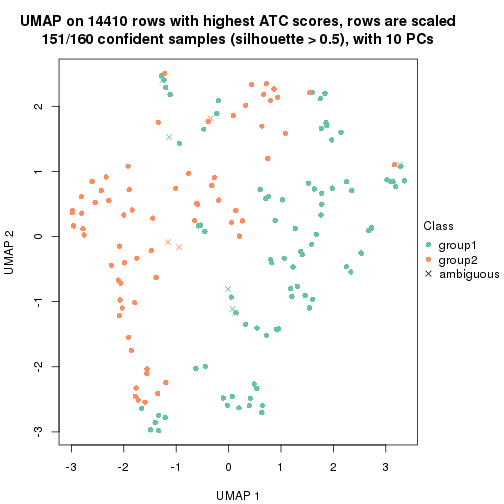 UMAP on 14410 rows with highest ATC scores, rows are scaled
151/160 confident samples (silhouette > 0.5), with 10 PCs
2
1
0
-1
-2
-3
UMAP 2
-3
-2
-1
0
1
2
3
UMAP 1
Class
group1
group2
ambiguous